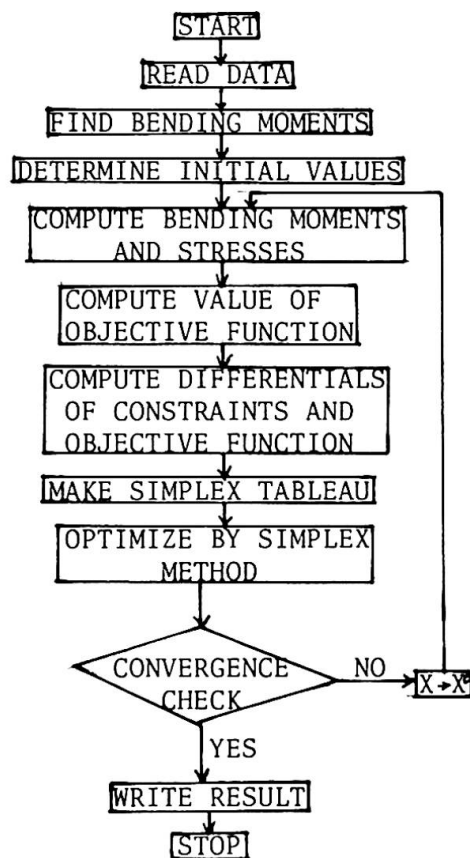 START
READ DATA
FIND BENDING MOMENTS
DETERMINE INITIAL VALUES
COMPUTE BENDING MOMENTS
AND STRESSES
COMPUTE VALUE OF
OBJECTIVE FUNCTION
COMPUTE DIFFERENTIALS
OF CONSTRAINTS AND
OBJECTIVE FUNCTION
MAKE SIMPLEX TABLEAU
OPTIMIZE BY SIMPLEX
METHOD
CONVERGENCE
CHECK
NO
X→X°
YES
WRITE RESULT
STOP